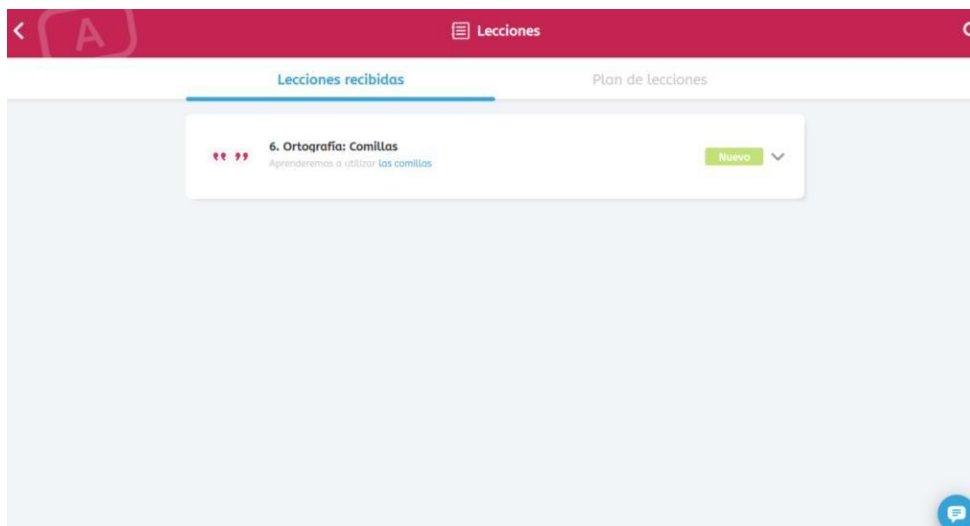 A
Lecciones
Lecciones recibidas
Plan de lecciones
6. Ortografía: Comillas
Aprenderemos a utilizar las comillas
Nuevo